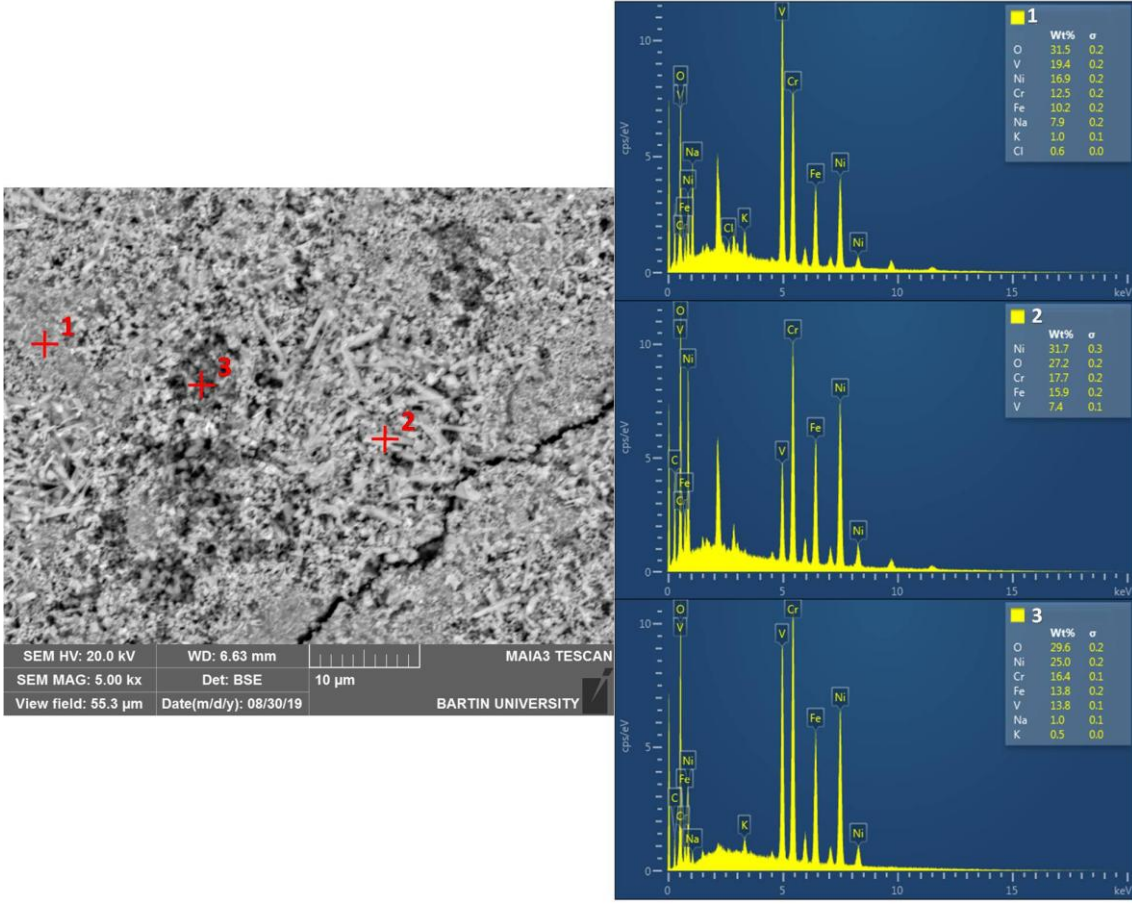 1
3
2
SEM HV: 20.0 kV WD: 6.63 mm MAIA3 TESCAN
SEM MAG: 5.00 kx Det: BSE 10 µm
View field: 55.3 µm Date(m/d/y): 08/30/19 BARTIN UNIVERSITY
1
Wt% σ
O 31.5 0.2
V 19.4 0.2
Ni 16.9 0.2
Cr 12.5 0.2
Fe 10.2 0.2
Na 7.9 0.2
K 1.0 0.1
Cl 0.6 0.0
V
Cr
O
V
Na
Ni
Fe
Cr
Cl
K
Fe
Ni
Ni
cps/eV
10
5
0
0 5 10 15 keV
2
Wt% σ
Ni 31.7 0.3
O 27.2 0.2
Cr 17.7 0.2
Fe 15.9 0.2
V 7.4 0.1
O
V
Ni
C
Fe
V
Cr
Fe
Ni
Ni
cps/eV
10
5
0
0 5 10 15 keV
3
Wt% σ
O 29.6 0.2
Ni 25.0 0.2
Cr 16.4 0.1
Fe 13.8 0.2
V 13.8 0.1
Na 1.0 0.1
K 0.5 0.0
O
V
Ni
Fe
C
Cr
Na
K
V
Cr
Fe
Ni
Ni
cps/eV
10
5
0
0 5 10 15 keV